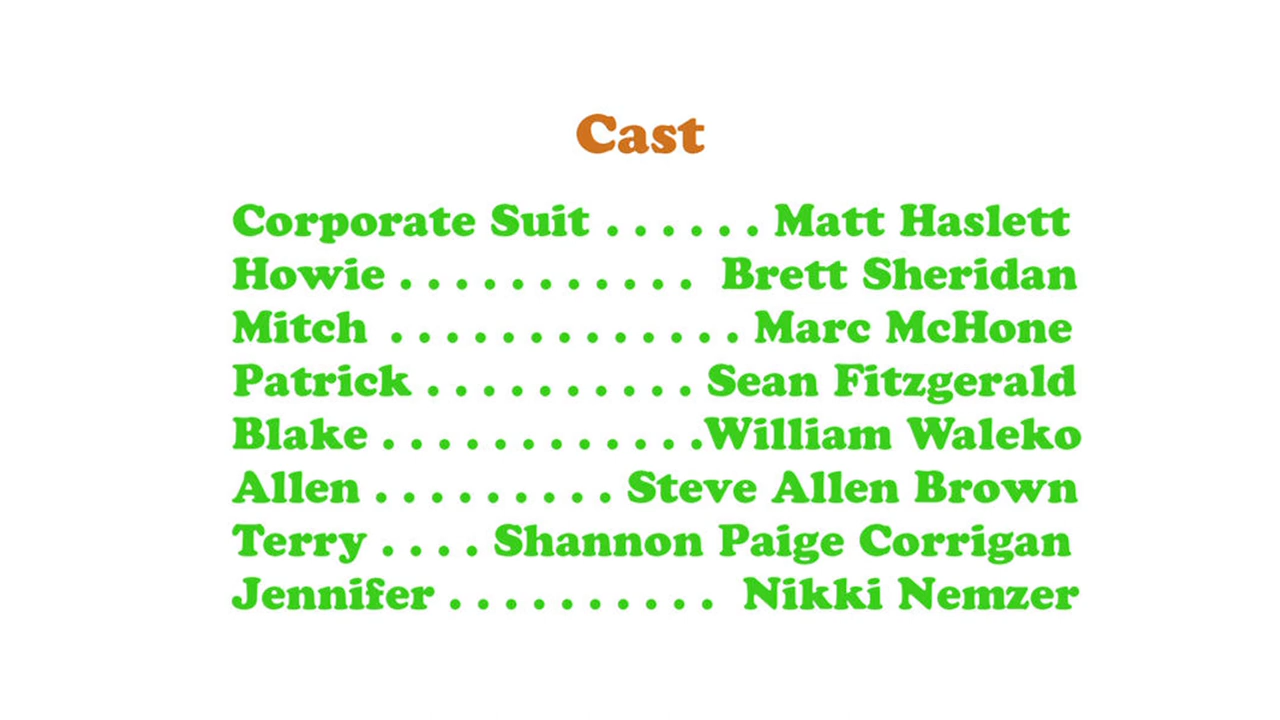 Cast
Corporate Suit . . . . . . Matt Haslett
Howie . . . . . . . . . . . Brett Sheridan
Mitch . . . . . . . . . . . . . Marc McHone
Patrick . . . . . . . . . . Sean Fitzgerald
Blake . . . . . . . . . . . .William Waleko
Allen . . . . . . . . . Steve Allen Brown
Terry . . . . Shannon Paige Corrigan
Jennifer . . . . . . . . . . Nikki Nemzer